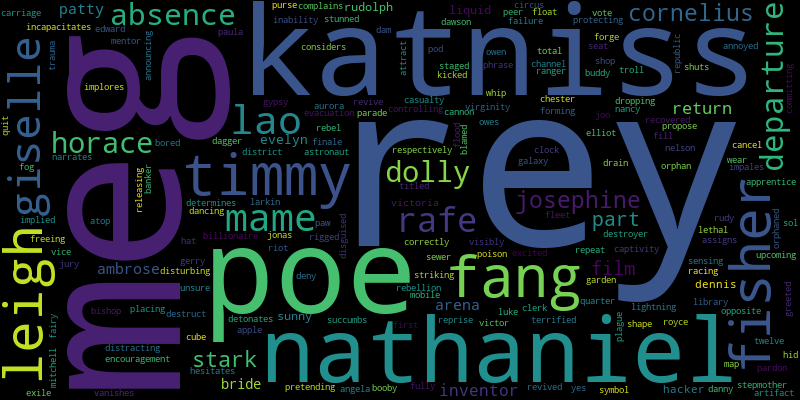 carriage
patty
absence
rudolph
purse
complains
stunned
katniss
circus
peer
float
vote
failure
protecting
cornelius
departure
incapacitates
edward
mentor
announcing
paula
inability
dam
dawson
liquid
attract
pod
owen
phrase
staged
kicked
total
channel
ranger
forge
seat
shop
buddy
troll
republic
annoyed
shuts
committing
giselle
trauma
implores
meg
considers
gypsy
aurora
revive
evacuation
parade
casualty
controlling
cannon
whip
virginity
chester
forming
dropping
nancy
joe
recovered
return
quit
horace
bored
lao
rebel
dagger
evelyn
finale
district
astronaut
respectively
flood
blamed
owes
clock
galaxy
elliot
drain
fill
propose
orphan
nelson
cancel
wear
impales
apprentice
narrates
fog
banker
releasing
timmy
determines
larkin
dancing
dolly
titled
victoria
rey
josephine
rudy
lethal
assigns
orphaned
sol
implied
freeing
vice
jury
atop
mame
paw
billionaire
hat
jonas
riot
rigged
disguised
rafe
correctly
visibly
fleet
part
destroyer
repeat
captivity
fisher
upcoming
greeted
leigh
ambrose
disturbing
gerry
unsure
poe
deny
sewer
striking
rebellion
mobile
fang
poison
excited
film
garden
quarter
lightning
sensing
racing
dennis
library
bishop
placing
destruct
cube
apple
detonates
sunny
succumbs
arena
luke
clerk
victor
terrified
reprise
plague
shape
royce
opposite
twelve
map
hid
pardon
mitchell
fairy
distracting
encouragement
stark
hesitates
first
nathaniel
exile
vanishes
bride
pretending
angela
booby
fully
inventor
revived
yes
symbol
hacker
danny
stepmother
artifact